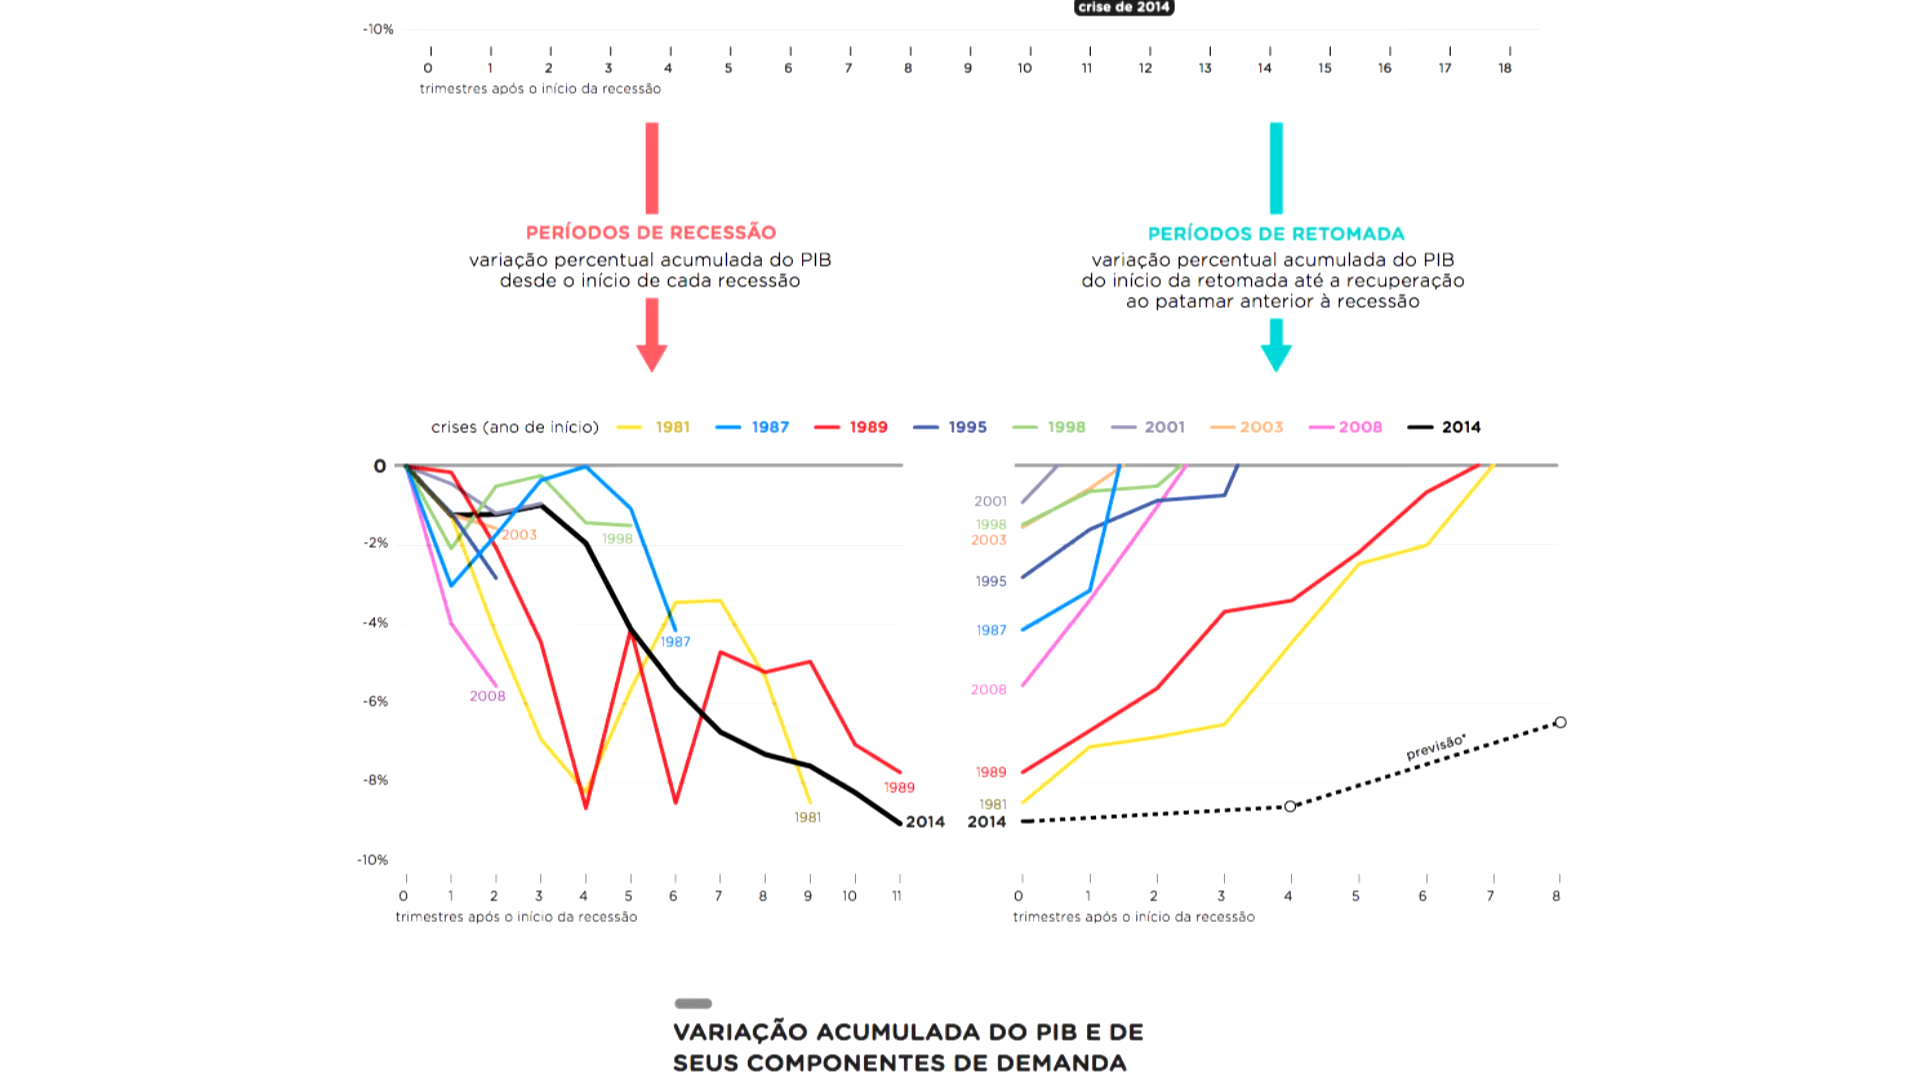 crise de 2014
-10%
0 1 2 3 4 5 6 7 8 9 10 11 12 13 14 15 16 17 18
trimestres após o início da recessão
PERÍODOS DE RECESSÃO
variação percentual acumulada do PIB
desde o início de cada recessão
PERÍODOS DE RETOMADA
variação percentual acumulada do PIB
do início da retomada até a recuperação
ao patamar anterior à recessão
crises (ano de início) 1981 1987 1989 1995 1998 2001 2003 2008 2014
0
-2%
-4%
-6%
-8%
-10%
2003
1998
1987
2008
1989
1981
2014
0 1 2 3 4 5 6 7 8 9 10 11
trimestres após o início da recessão
2001
1998
2003
1995
1987
2008
1989
1981
2014
previsão*
0 1 2 3 4 5 6 7 8
trimestres após o início da recessão
VARIAÇÃO ACUMULADA DO PIB E DE
SEUS COMPONENTES DE DEMANDA